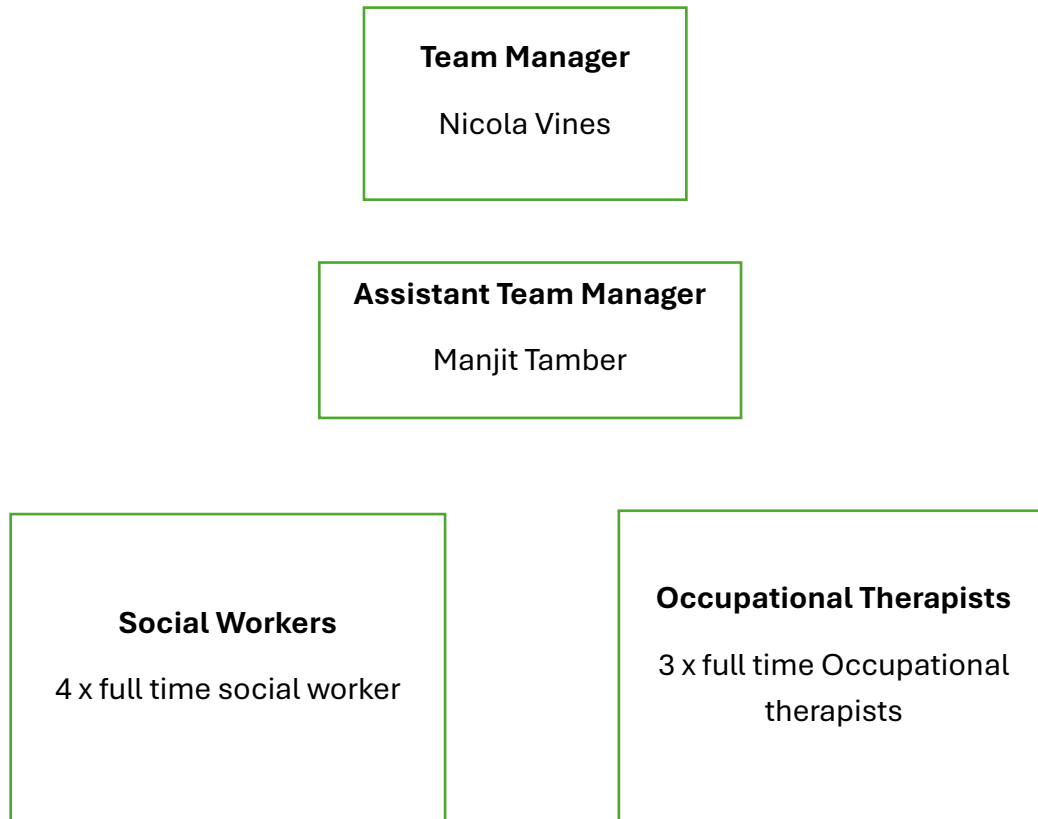 Team Manager
Nicola Vines
Assistant Team Manager
Manjit Tamber
Social Workers
4 x full time social worker
Occupational Therapists
3 x full time Occupational
therapists